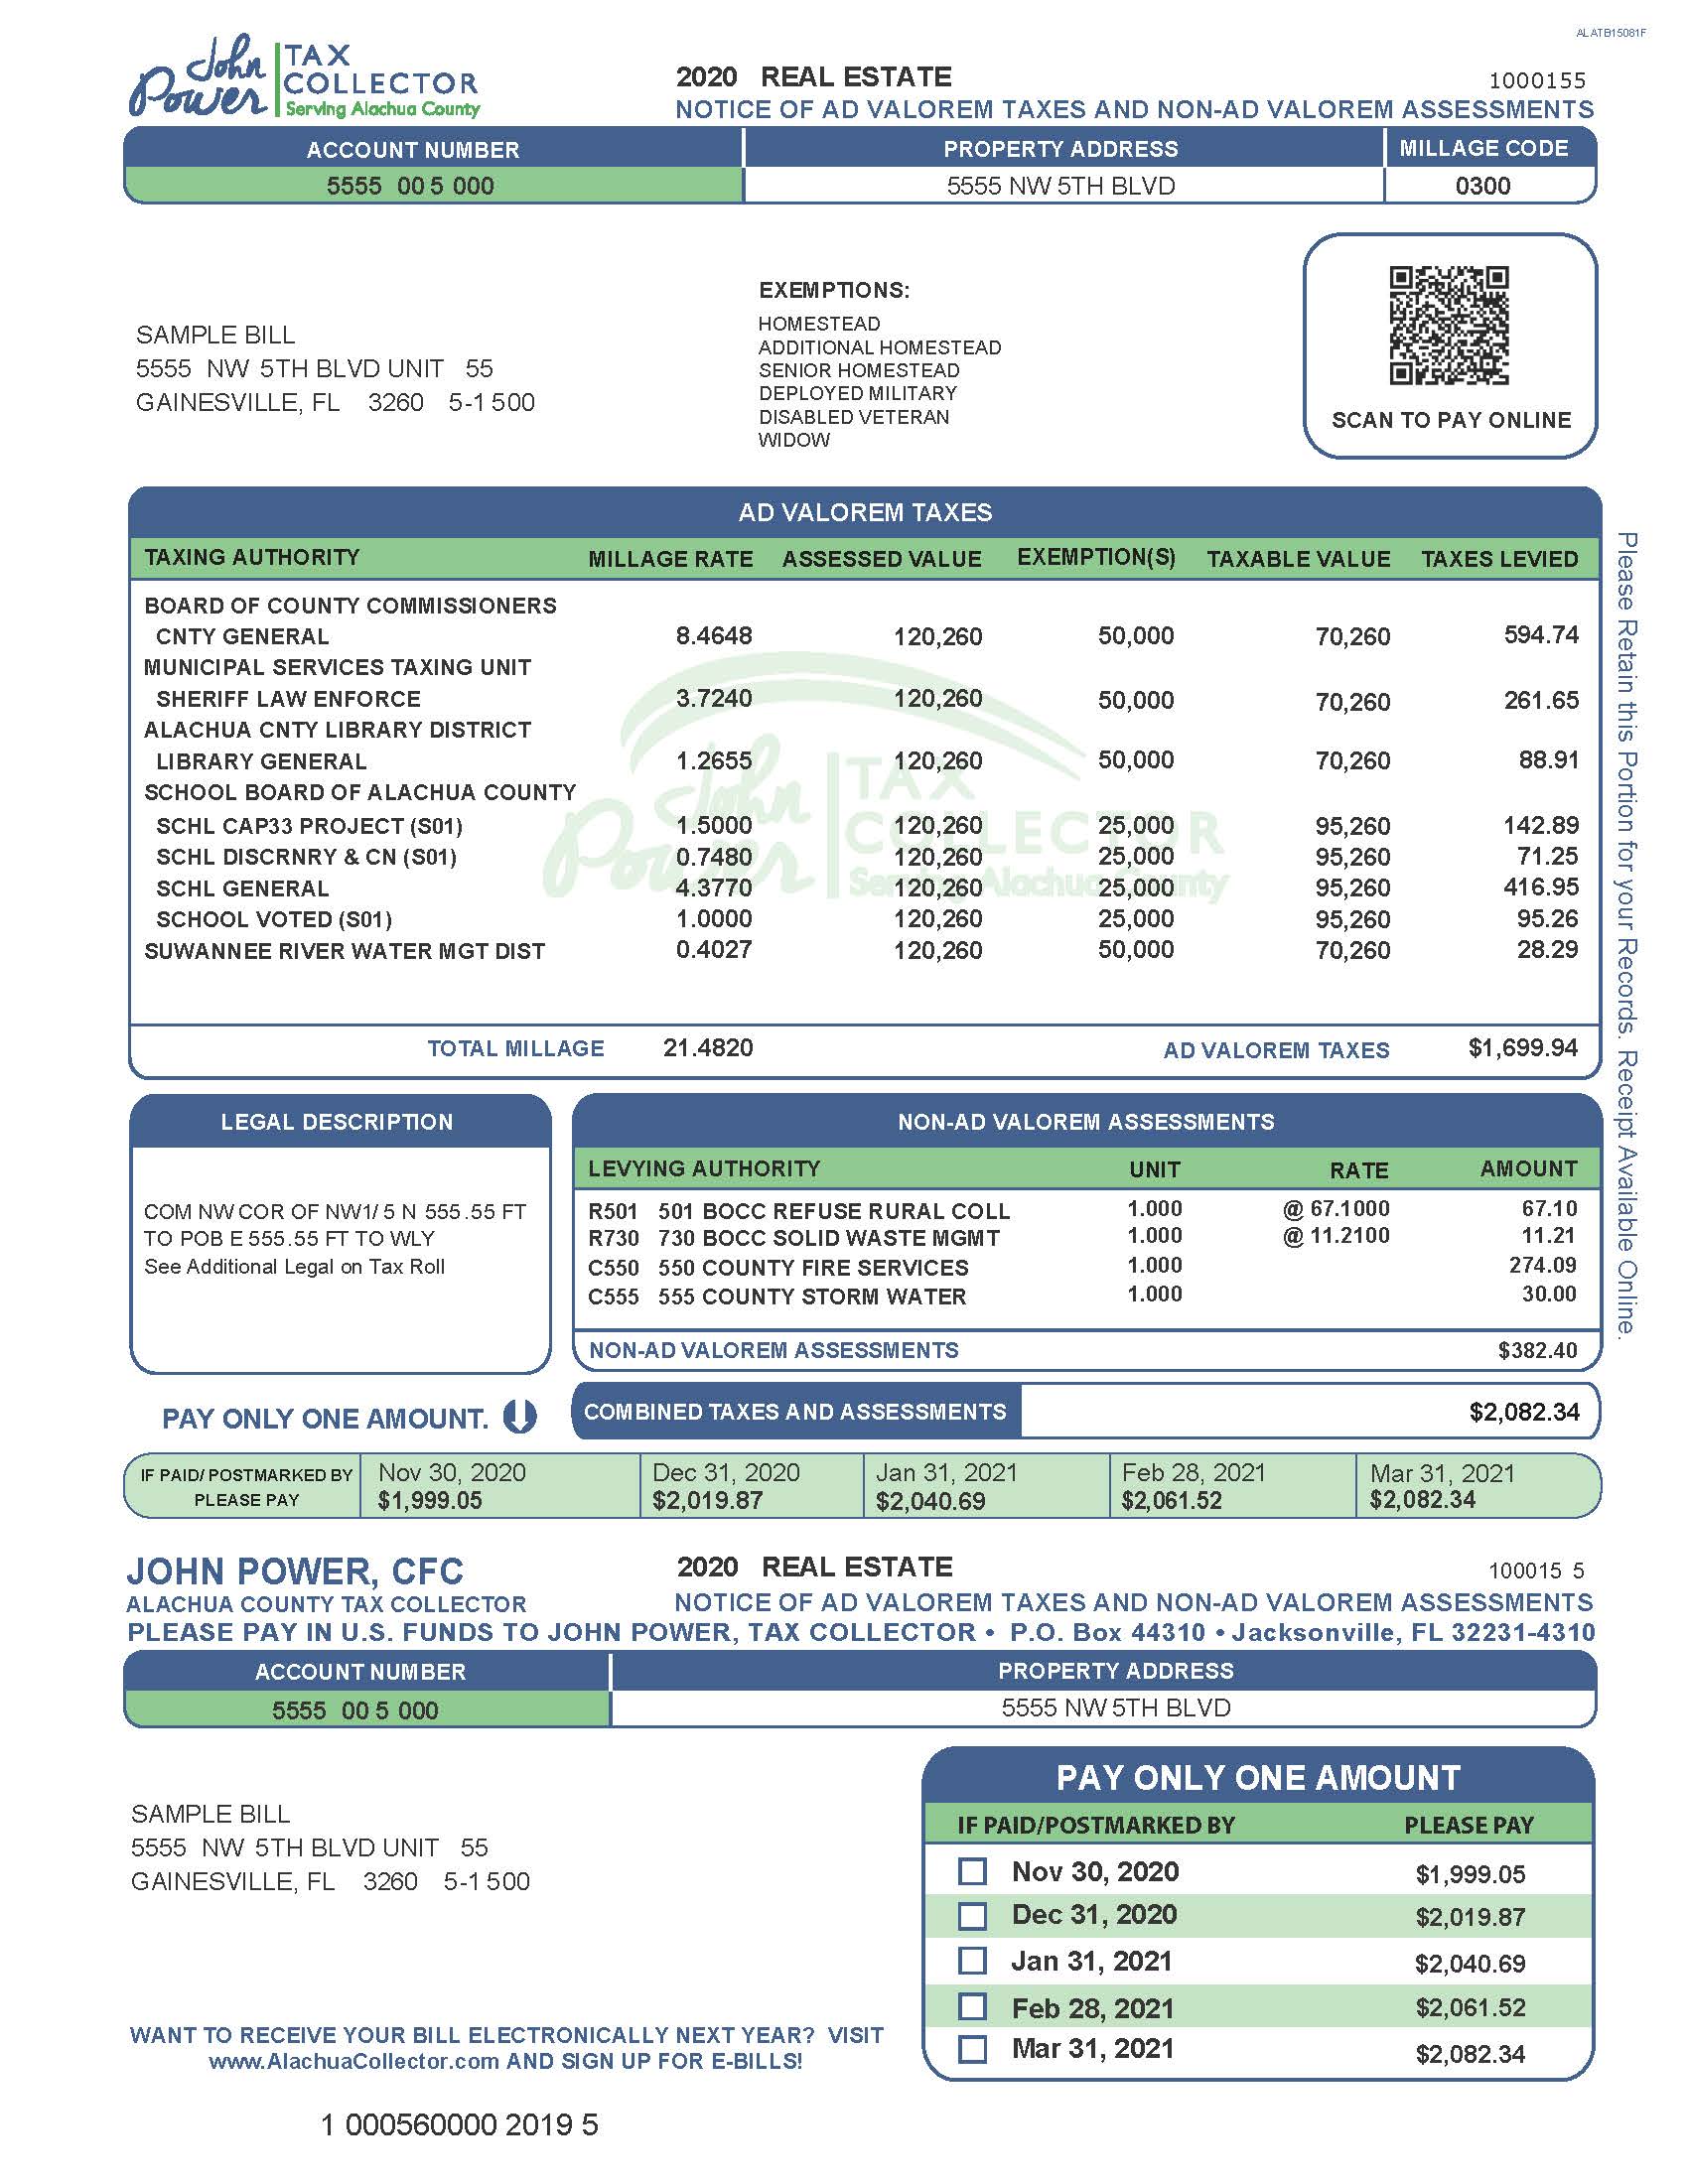 ALATB15081F
John Power TAX COLLECTOR
Serving Alachua County
2020 REAL ESTATE 1000155
NOTICE OF AD VALOREM TAXES AND NON-AD VALOREM ASSESSMENTS
ACCOUNT NUMBER PROPERTY ADDRESS MILLAGE CODE
5555 00 5 000 5555 NW 5TH BLVD 0300
SAMPLE BILL
5555 NW 5TH BLVD UNIT 55
GAINESVILLE, FL 3260 5-1 500
EXEMPTIONS:
HOMESTEAD
ADDITIONAL HOMESTEAD
SENIOR HOMESTEAD
DEPLOYED MILITARY
DISABLED VETERAN
WIDOW
SCAN TO PAY ONLINE
AD VALOREM TAXES
TAXING AUTHORITY MILLAGE RATE ASSESSED VALUE EXEMPTION(S) TAXABLE VALUE TAXES LEVIED
BOARD OF COUNTY COMMISSIONERS
CNTY GENERAL 8.4648 120,260 50,000 70,260 594.74
MUNICIPAL SERVICES TAXING UNIT
SHERIFF LAW ENFORCE 3.7240 120,260 50,000 70,260 261.65
ALACHUA CNTY LIBRARY DISTRICT
LIBRARY GENERAL 1.2655 120,260 50,000 70,260 88.91
SCHOOL BOARD OF ALACHUA COUNTY
SCHL CAP33 PROJECT (S01) 1.5000 120,260 25,000 95,260 142.89
SCHL DISCRNRY & CN (S01) 0.7480 120,260 25,000 95,260 71.25
SCHL GENERAL 4.3770 120,260 25,000 95,260 416.95
SCHOOL VOTED (S01) 1.0000 120,260 25,000 95,260 95.26
SUWANNEE RIVER WATER MGT DIST 0.4027 120,260 50,000 70,260 28.29
John Power TAX COLLECTOR
Serving Alachua County
TOTAL MILLAGE 21.4820 AD VALOREM TAXES $1,699.94
Please Retain this Portion for your Records. Receipt Available Online.
LEGAL DESCRIPTION
COM NW COR OF NW1/ 5 N 555.55 FT
TO POB E 555.55 FT TO WLY
See Additional Legal on Tax Roll
NON-AD VALOREM ASSESSMENTS
LEVYING AUTHORITY UNIT RATE AMOUNT
R501 501 BOCC REFUSE RURAL COLL 1.000 @ 67.1000 67.10
R730 730 BOCC SOLID WASTE MGMT 1.000 @ 11.2100 11.21
C550 550 COUNTY FIRE SERVICES 1.000 274.09
C555 555 COUNTY STORM WATER 1.000 30.00
NON-AD VALOREM ASSESSMENTS $382.40
PAY ONLY ONE AMOUNT. COMBINED TAXES AND ASSESSMENTS $2,082.34
IF PAID/ POSTMARKED BY Nov 30, 2020 Dec 31, 2020 Jan 31, 2021 Feb 28, 2021 Mar 31, 2021
PLEASE PAY $1,999.05 $2,019.87 $2,040.69 $2,061.52 $2,082.34
JOHN POWER, CFC 2020 REAL ESTATE 100015 5
ALACHUA COUNTY TAX COLLECTOR NOTICE OF AD VALOREM TAXES AND NON-AD VALOREM ASSESSMENTS
PLEASE PAY IN U.S. FUNDS TO JOHN POWER, TAX COLLECTOR • P.O. Box 44310 • Jacksonville, FL 32231-4310
ACCOUNT NUMBER PROPERTY ADDRESS
5555 00 5 000 5555 NW 5TH BLVD
SAMPLE BILL
5555 NW 5TH BLVD UNIT 55
GAINESVILLE, FL 3260 5-1 500
PAY ONLY ONE AMOUNT
IF PAID/POSTMARKED BY PLEASE PAY
Nov 30, 2020 $1,999.05
Dec 31, 2020 $2,019.87
Jan 31, 2021 $2,040.69
Feb 28, 2021 $2,061.52
Mar 31, 2021 $2,082.34
WANT TO RECEIVE YOUR BILL ELECTRONICALLY NEXT YEAR? VISIT
www.AlachuaCollector.com AND SIGN UP FOR E-BILLS!
1 000560000 2019 5